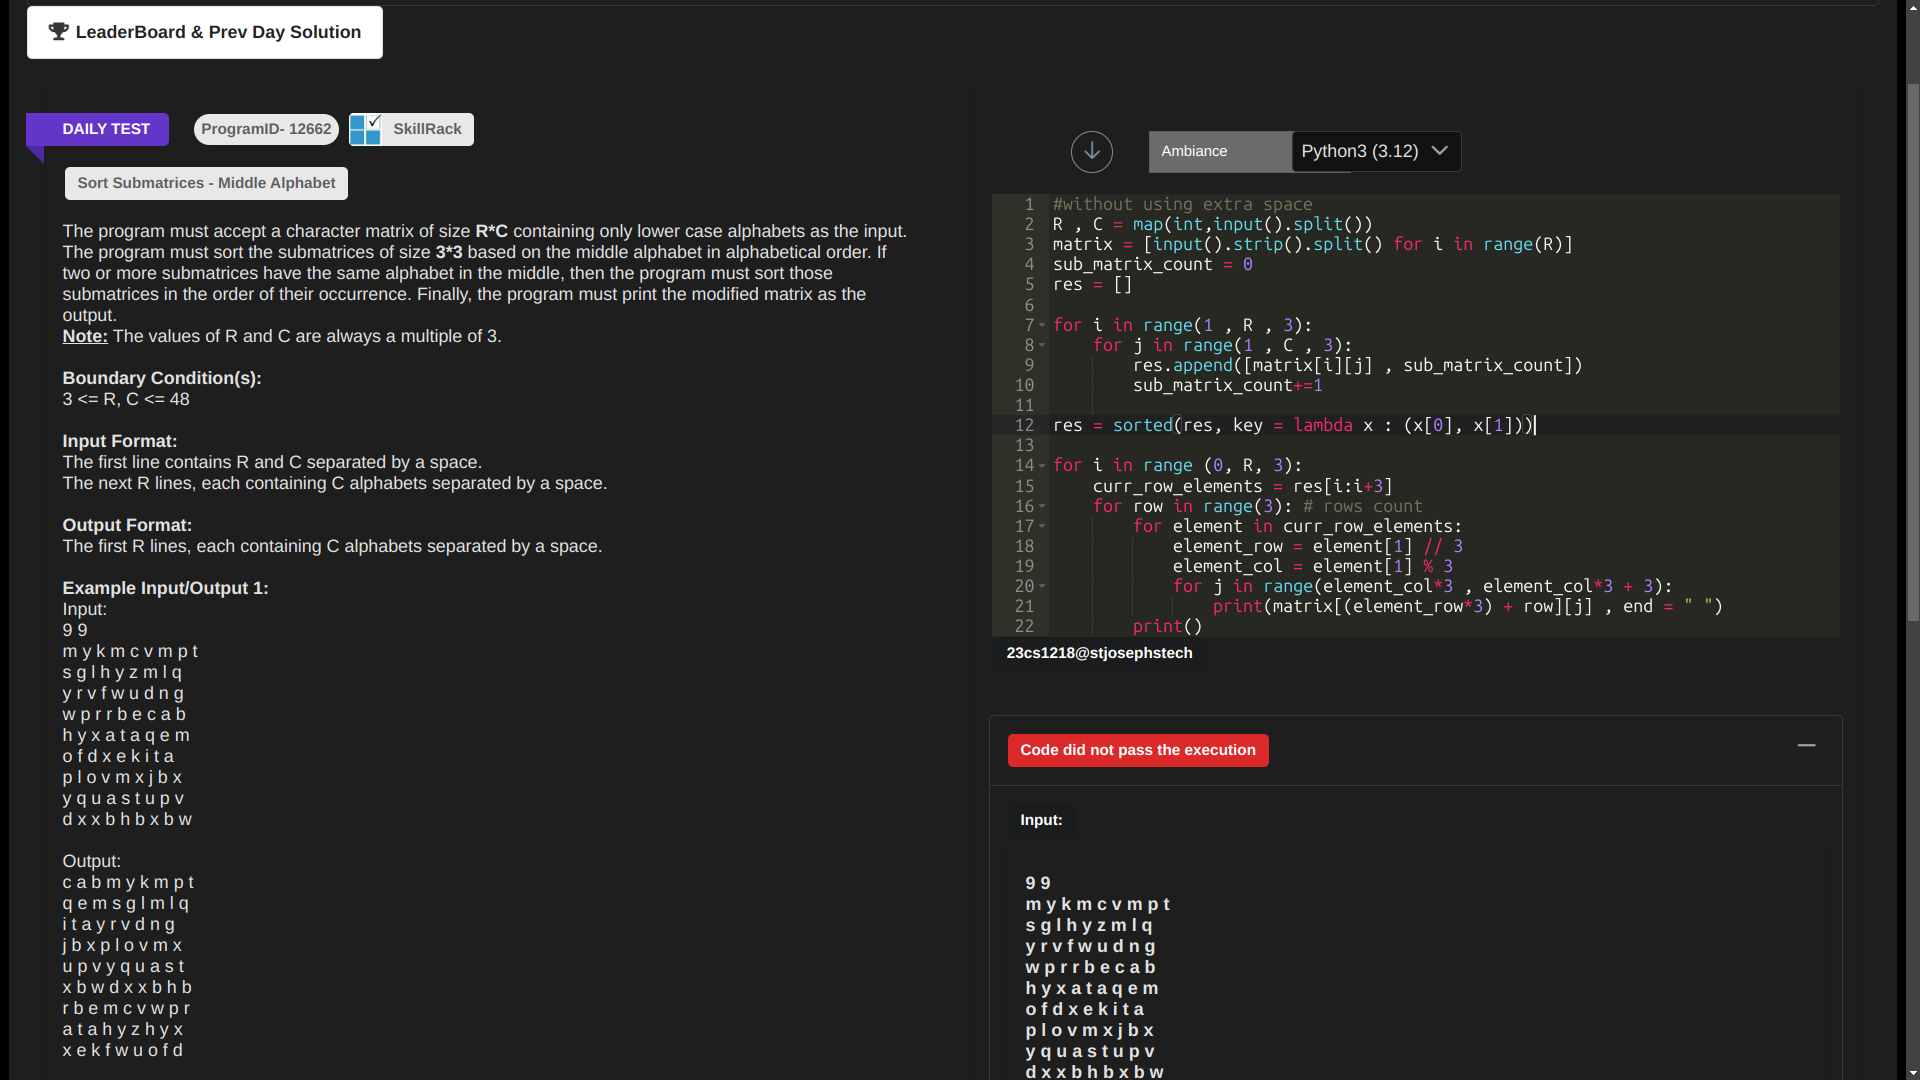 LeaderBoard & Prev Day Solution
DAILY TEST
ProgramID- 12662
SkillRack
Sort Submatrices - Middle Alphabet
The program must accept a character matrix of size R*C containing only lower case alphabets as the input.
The program must sort the submatrices of size 3*3 based on the middle alphabet in alphabetical order. If
two or more submatrices have the same alphabet in the middle, then the program must sort those
submatrices in the order of their occurrence. Finally, the program must print the modified matrix as the
output.
Note: The values of R and C are always a multiple of 3.
Boundary Condition(s):
3 <= R, C <= 48
Input Format:
The first line contains R and C separated by a space.
The next R lines, each containing C alphabets separated by a space.
Output Format:
The first R lines, each containing C alphabets separated by a space.
Example Input/Output 1:
Input:
9 9
m y k m c v m p t
s g l h y z m l q
y r v f w u d n g
w p r r b e c a b
h y x a t a q e m
o f d x e k i t a
p l o v m x j b x
y q u a s t u p v
d x x b h b x b w
Output:
c a b m y k m p t
q e m s g l m l q
i t a y r v d n g
j b x p l o v m x
u p v y q u a s t
x b w d x x b h b
r b e m c v w p r
a t a h y z h y x
x e k f w u o f d
Ambiance
Python3 (3.12)
1 #without using extra space
2 R , C = map(int,input().split())
3 matrix = [input().strip().split() for i in range(R)]
4 sub_matrix_count = 0
5 res = []
6
7 for i in range(1 , R , 3):
8     for j in range(1 , C , 3):
9         res.append([matrix[i][j] , sub_matrix_count])
10         sub_matrix_count+=1
11
12 res = sorted(res, key = lambda x : (x[0], x[1]))
13
14 for i in range (0, R, 3):
15     curr_row_elements = res[i:i+3]
16     for row in range(3): # rows count
17         for element in curr_row_elements:
18             element_row = element[1] // 3
19             element_col = element[1] % 3
20             for j in range(element_col*3 , element_col*3 + 3):
21                 print(matrix[(element_row*3) + row][j] , end = " ")
22         print()
23cs1218@stjosephstech
Code did not pass the execution
Input:
9 9
m y k m c v m p t
s g l h y z m l q
y r v f w u d n g
w p r r b e c a b
h y x a t a q e m
o f d x e k i t a
p l o v m x j b x
y q u a s t u p v
d x x b h b x b w